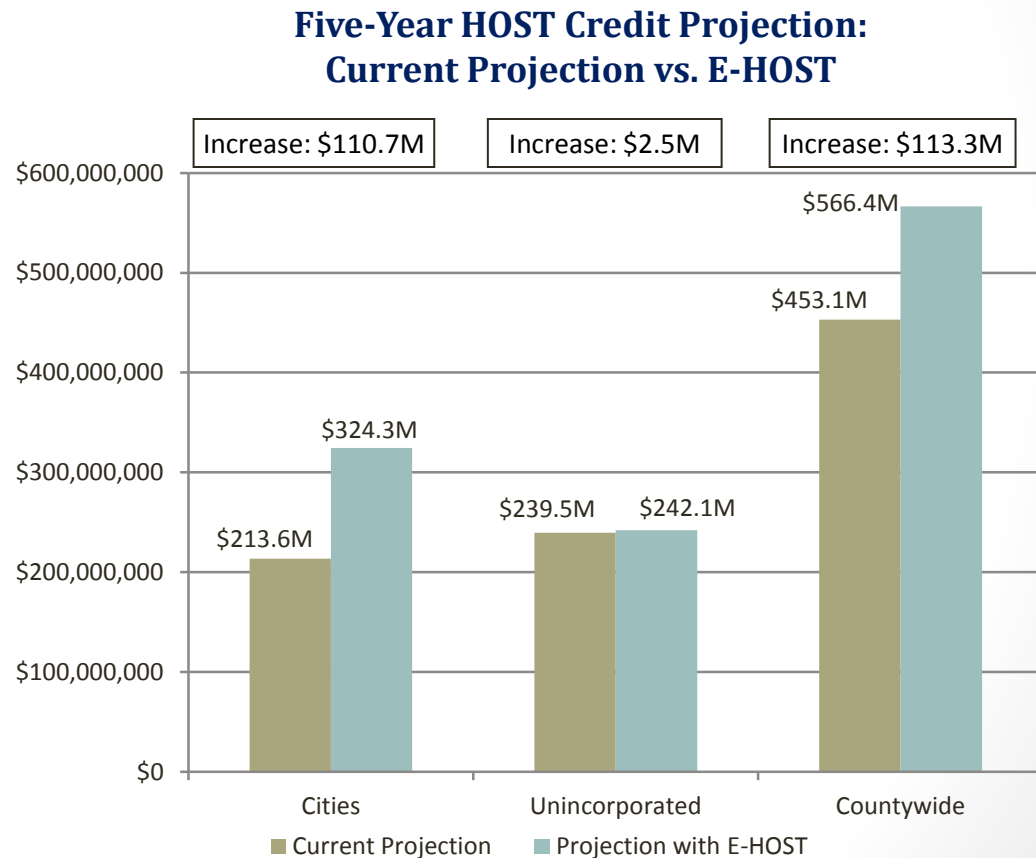 Five-Year HOST Credit Projection:
Current Projection vs. E-HOST
Increase: $110.7M
Increase: $2.5M
Increase: $113.3M
$600,000,000
$500,000,000
$400,000,000
$300,000,000
$200,000,000
$100,000,000
$0
$213.6M
$324.3M
$239.5M
$242.1M
$453.1M
$566.4M
Cities
Unincorporated
Countywide
Current Projection
Projection with E-HOST